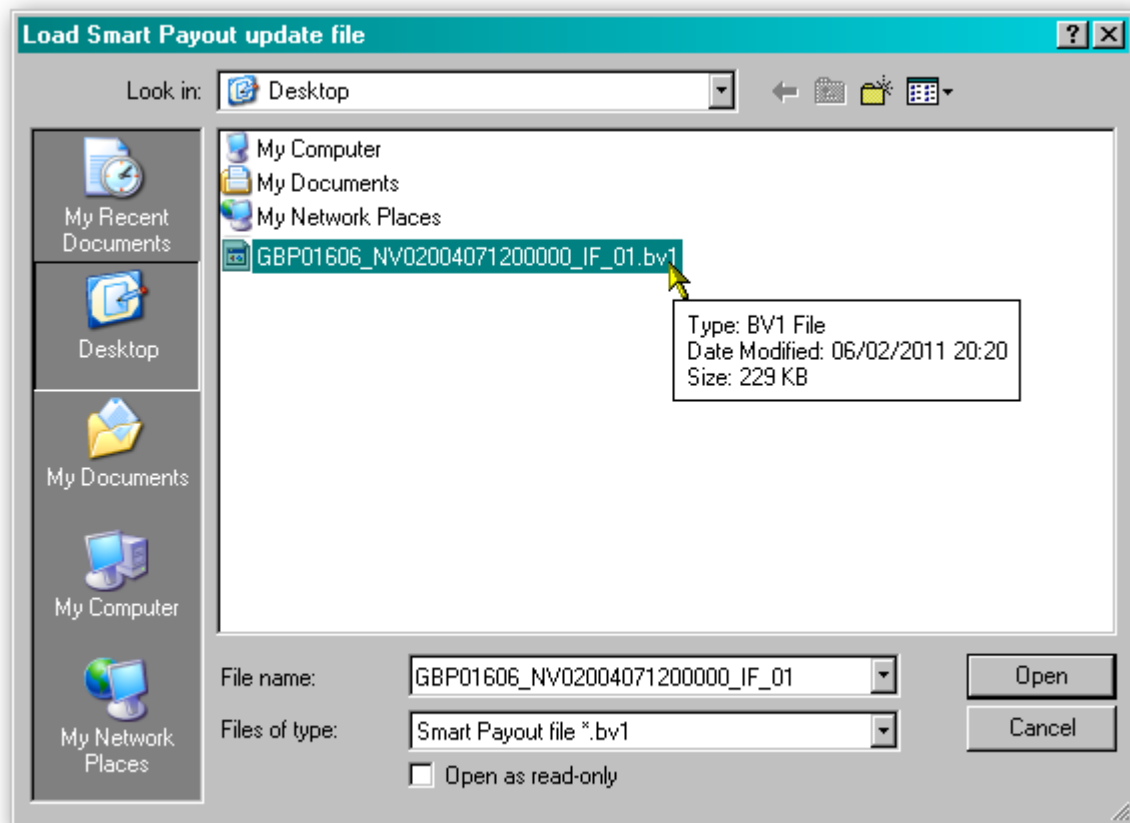 Load Smart Payout update file
Look in:
Desktop
My Recent
Documents
Desktop
My Documents
My Computer
My Network
Places
My Computer
My Documents
My Network Places
GBP01606_NV02004071200000_IF_01.bv1
Type: BV1 File
Date Modified: 06/02/2011 20:20
Size: 229 KB
File name:
GBP01606_NV02004071200000_IF_01
Open
Files of type:
Smart Payout file *.bv1
Cancel
Open as read-only